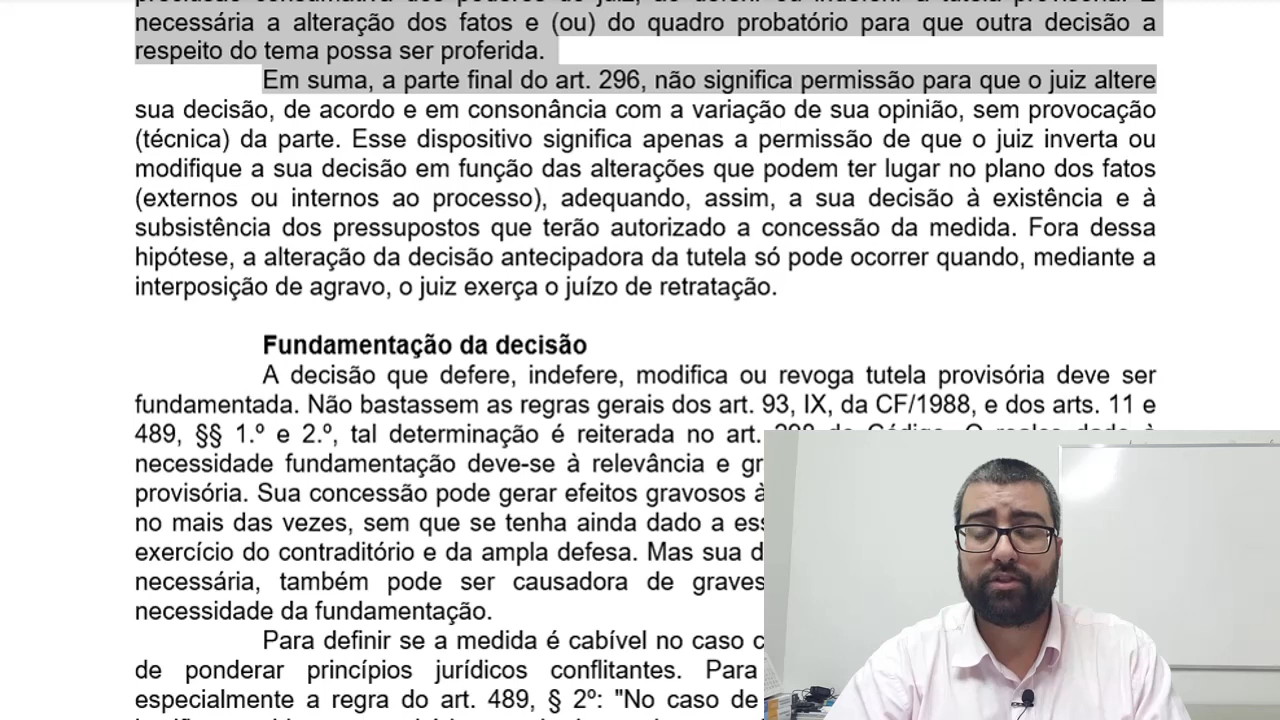 necessária a alteração dos fatos e (ou) do quadro probatório para que outra decisão a
respeito do tema possa ser proferida.
Em suma, a parte final do art. 296, não significa permissão para que o juiz altere
sua decisão, de acordo e em consonância com a variação de sua opinião, sem provocação
(técnica) da parte. Esse dispositivo significa apenas a permissão de que o juiz inverta ou
modifique a sua decisão em função das alterações que podem ter lugar no plano dos fatos
(externos ou internos ao processo), adequando, assim, a sua decisão à existência e à
subsistência dos pressupostos que terão autorizado a concessão da medida. Fora dessa
hipótese, a alteração da decisão antecipadora da tutela só pode ocorrer quando, mediante a
interposição de agravo, o juiz exerça o juízo de retratação.
Fundamentação da decisão
A decisão que defere, indefere, modifica ou revoga tutela provisória deve ser
fundamentada. Não bastassem as regras gerais dos art. 93, IX, da CF/1988, e dos arts. 11 e
489, §§ 1.º e 2.º, tal determinação é reiterada no art.
necessidade fundamentação deve-se à relevância e
provisória. Sua concessão pode gerar efeitos gravosos
no mais das vezes, sem que se tenha ainda dado a
exercício do contraditório e da ampla defesa. Mas sua
necessária, também pode ser causadora de
necessidade da fundamentação.
Para definir se a medida é cabível no caso
de ponderar princípios jurídicos conflitantes. Para
especialmente a regra do art. 489, § 2º: "No caso de